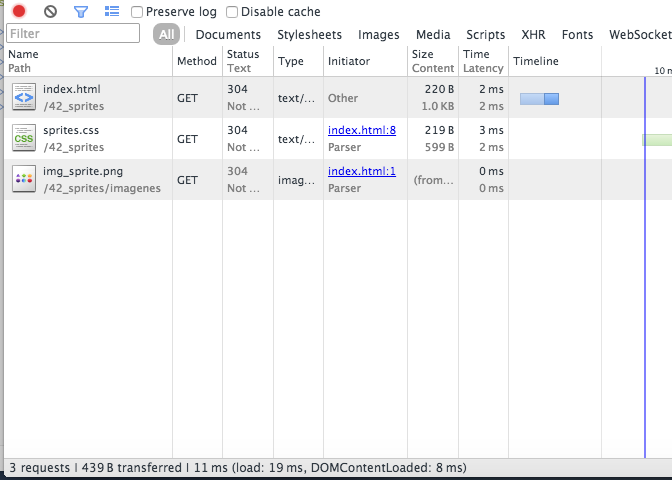 Preserve log Disable cache
Filter All Documents Stylesheets Images Media Scripts XHR Fonts WebSocket
Name Method Status Type Initiator Size Time Timeline
Path Text Content Latency
10 m
index.html GET 304 text/... Other 220 B 2 ms
/42_sprites Not ... 1.0 KB 2 ms
sprites.css GET 304 text/... index.html:8 219 B 3 ms
/42_sprites Not ... Parser 599 B 2 ms
CSS
img_sprite.png GET 304 imag... index.html:1 (from... 0 ms
/42_sprites/imagenes Not ... Parser 0 ms
3 requests | 439 B transferred | 11 ms (load: 19 ms, DOMContentLoaded: 8 ms)